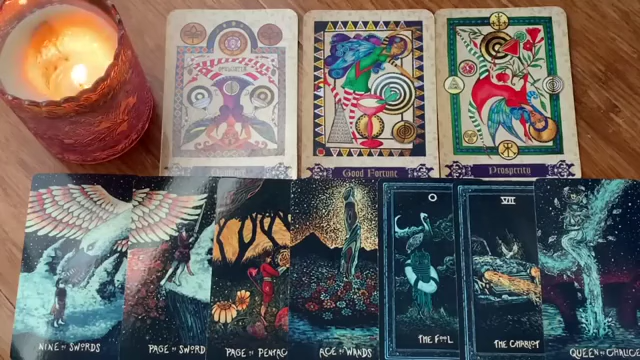 Good Fortune
Prosperity
NINE OF SWORDS
PAGE OF SWORDS
PAGE OF PENTAC
ACE OF WANDS
THE FOOL
VII
THE CHARIOT
QUEEN OF CHALICE